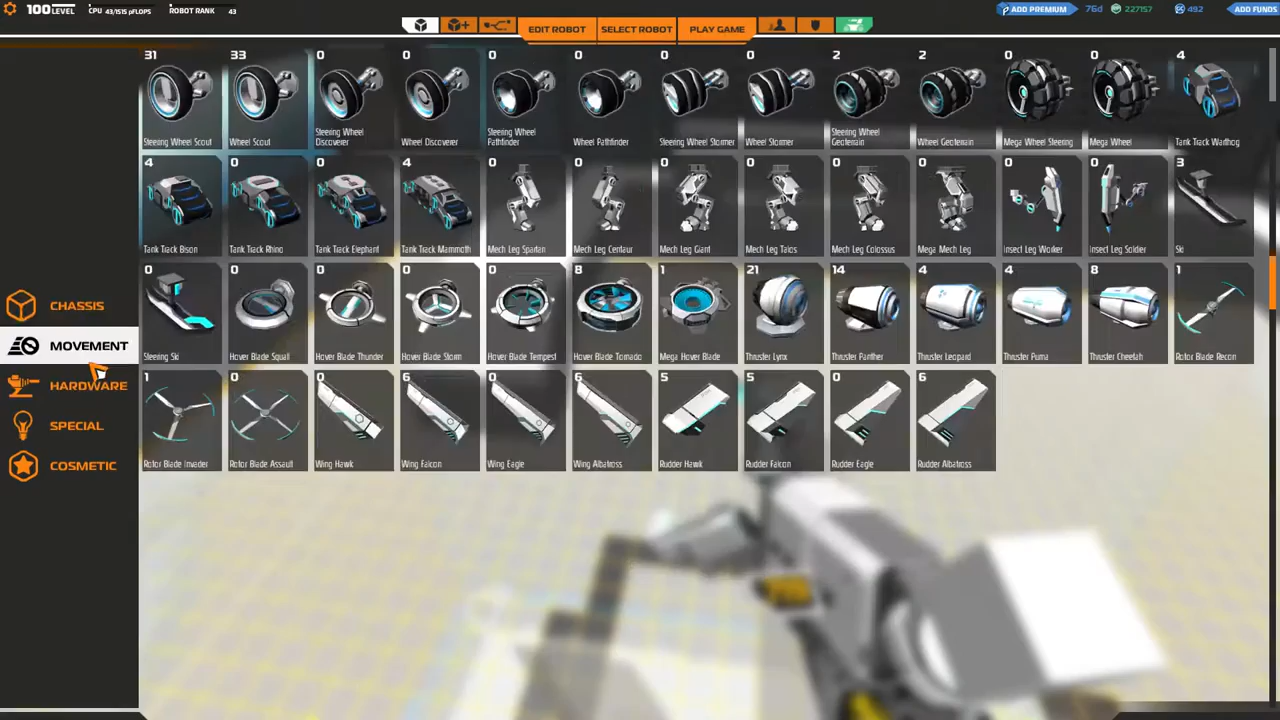 100 LEVEL CPU 43/1515 pFLOPS ROBOT RANK 43 ADD PREMIUM 76d 227157 492 ADD FUNDS
EDIT ROBOT SELECT ROBOT PLAY GAME
31 33 0 0 0 0 0 0 2 2 0 0 4
Steering Wheel Scout Wheel Scout Steering Wheel Discoverer Wheel Discoverer Steering Wheel Pathfinder Wheel Pathfinder Steering Wheel Stormer Wheel Stormer Steering Wheel Geoterrain Wheel Geoterrain Mega Wheel Steering Mega Wheel Tank Track Warthog
4 0 0 4 0 0 0 0 0 0 0 0 3
Tank Track Bison Tank Track Rhino Tank Track Elephant Tank Track Mammoth Mech Leg Spartan Mech Leg Centaur Mech Leg Giant Mech Leg Talos Mech Leg Colossus Mega Mech Leg Insect Leg Worker Insect Leg Soldier Ski
0 0 0 0 0 8 1 21 14 4 4 8 1
Steering Ski Hover Blade Squall Hover Blade Thunder Hover Blade Storm Hover Blade Tempest Hover Blade Tornado Mega Hover Blade Thruster Lynx Thruster Panther Thruster Leopard Thruster Puma Thruster Cheetah Rotor Blade Recon
1 0 0 6 0 6 5 5 0 6
Rotor Blade Invader Rotor Blade Assault Wing Hawk Wing Falcon Wing Eagle Wing Albatross Rudder Hawk Rudder Falcon Rudder Eagle Rudder Albatross
CHASSIS
MOVEMENT
HARDWARE
SPECIAL
COSMETIC